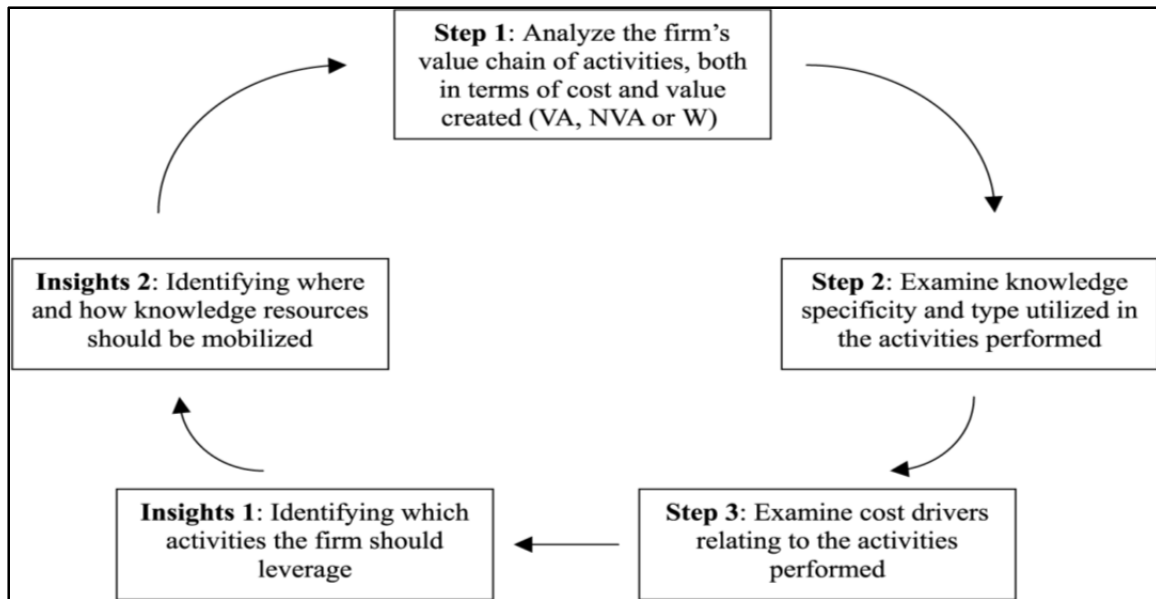 Step 1: Analyze the firm's
value chain of activities, both
in terms of cost and value
created (VA, NVA or W)
Step 2: Examine knowledge
specificity and type utilized in
the activities performed
Step 3: Examine cost drivers
relating to the activities
performed
Insights 1: Identifying which
activities the firm should
leverage
Insights 2: Identifying where
and how knowledge resources
should be mobilized